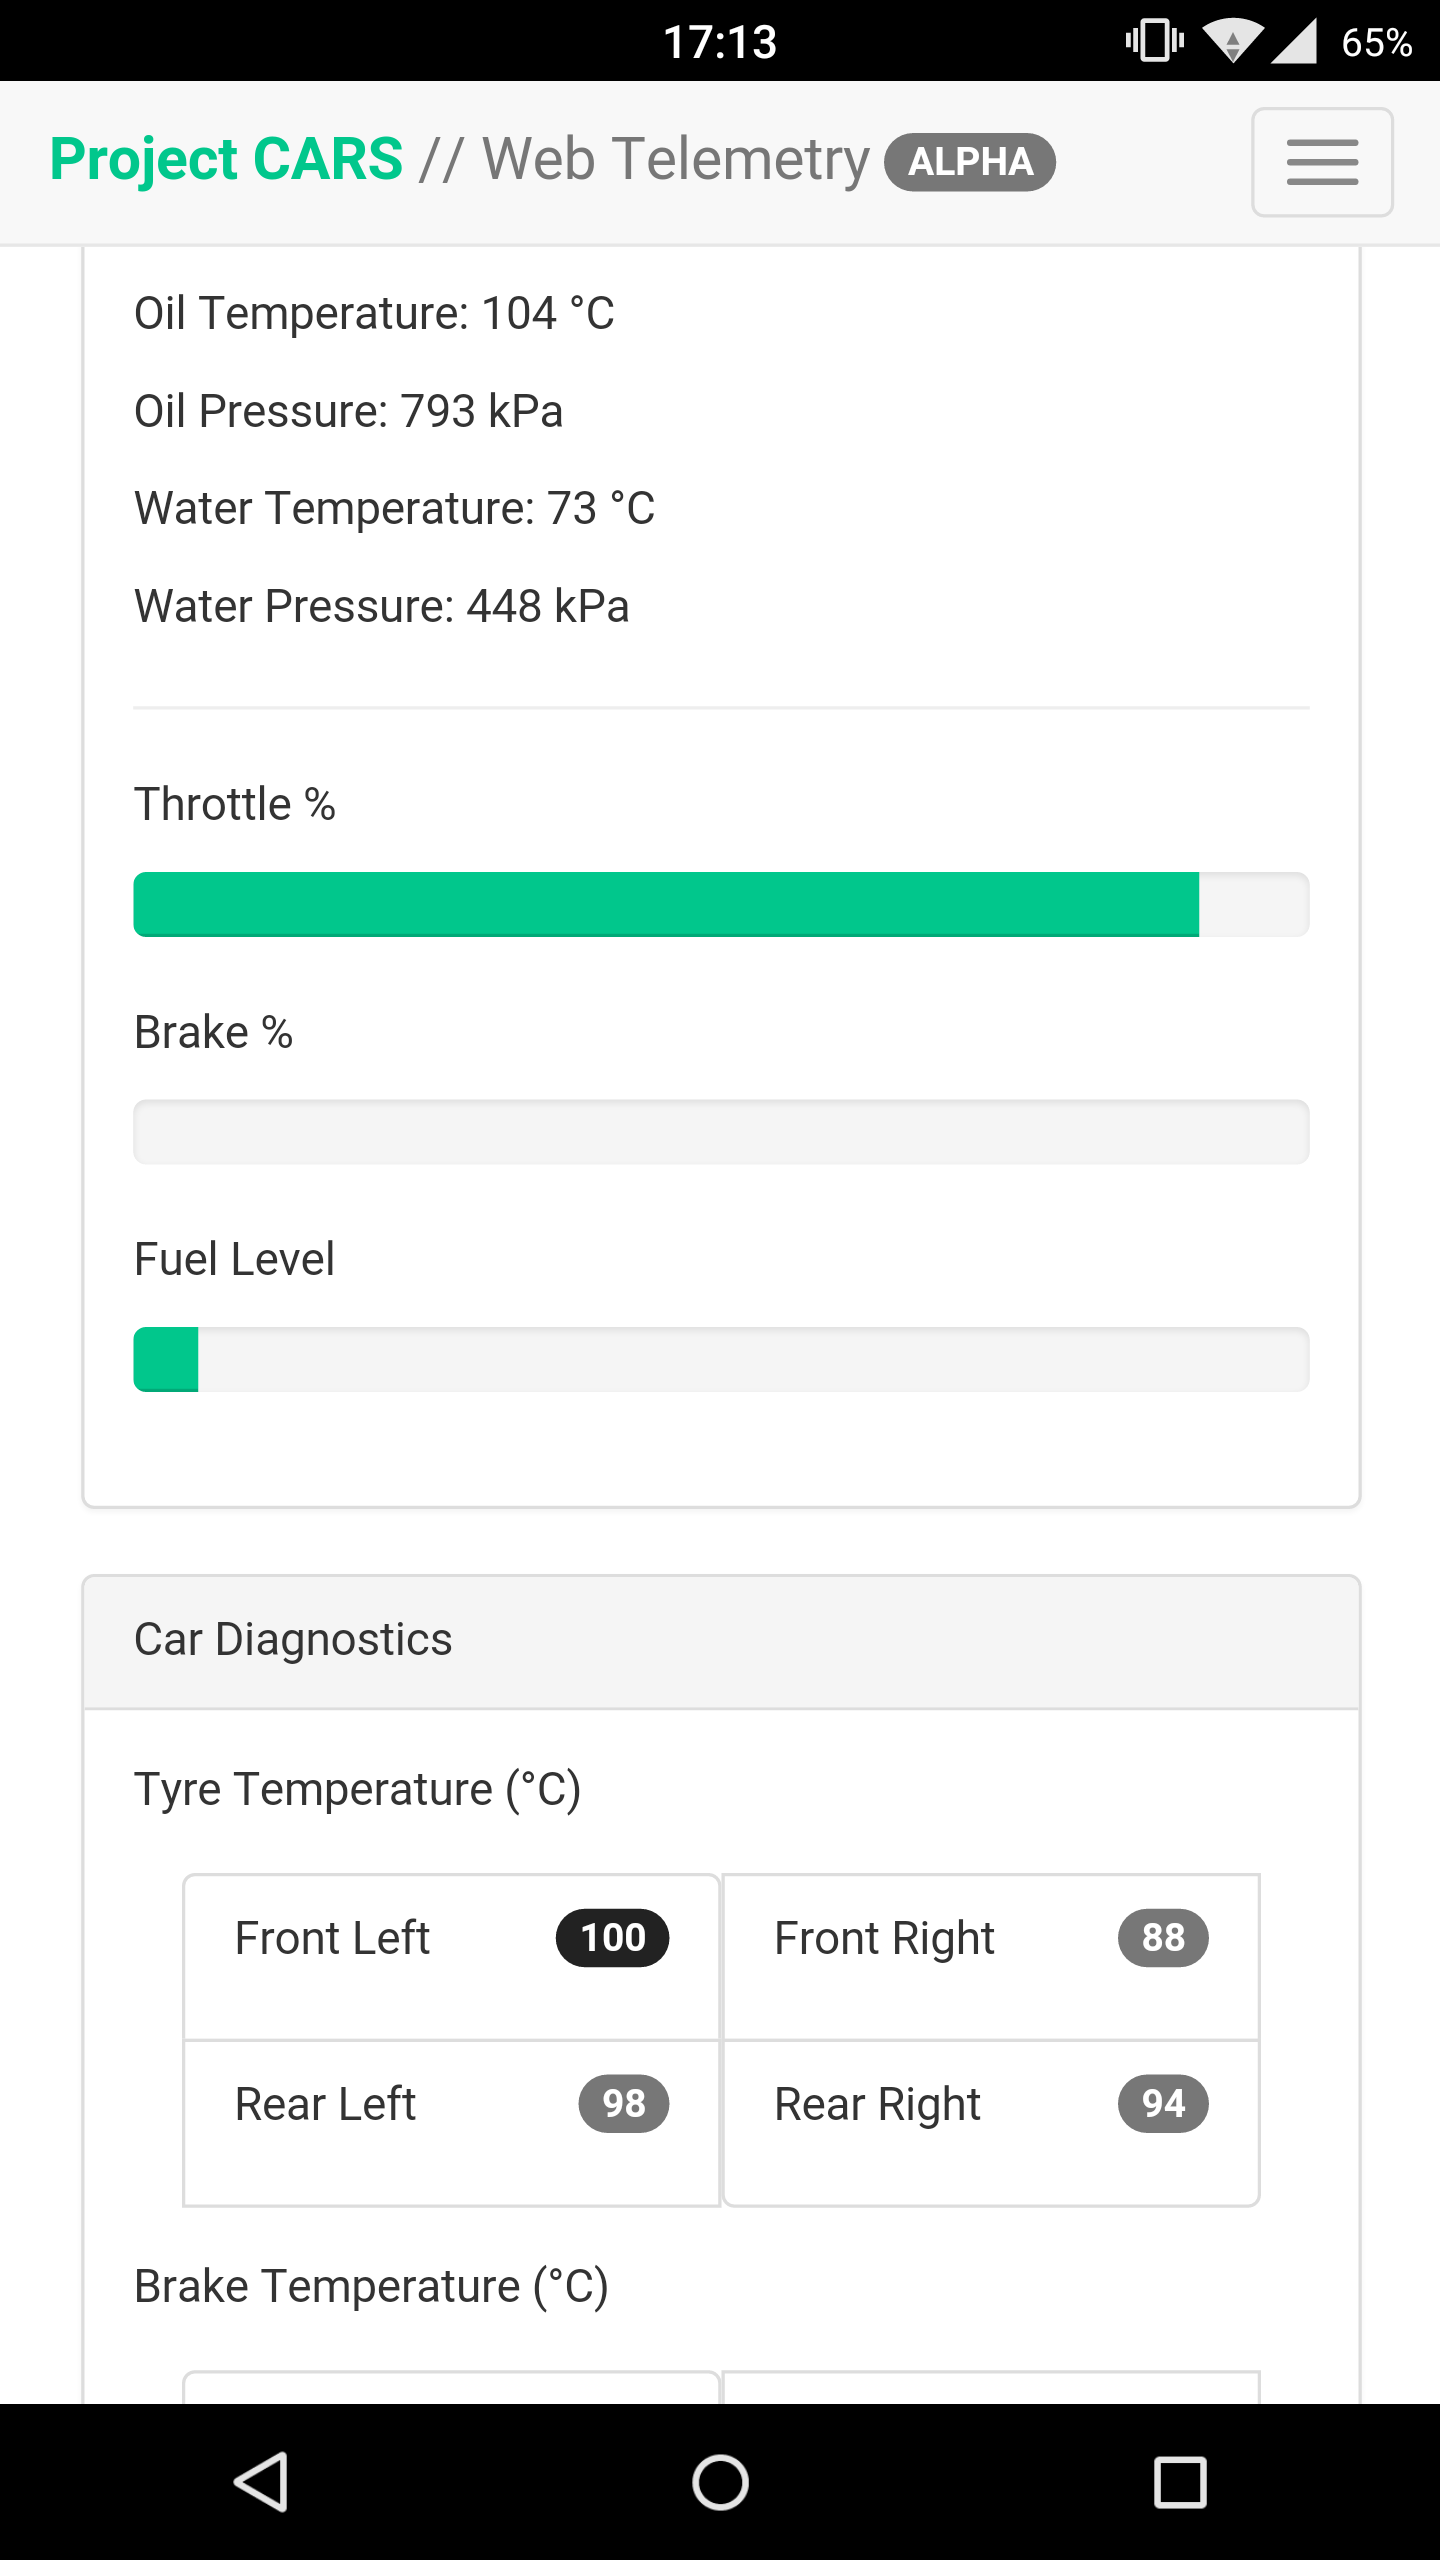 17:13 65%
Project CARS // Web Telemetry ALPHA
Oil Temperature: 104 °C
Oil Pressure: 793 kPa
Water Temperature: 73 °C
Water Pressure: 448 kPa
Throttle %
Brake %
Fuel Level
Car Diagnostics
Tyre Temperature (°C)
Front Left 100 Front Right 88
Rear Left 98 Rear Right 94
Brake Temperature (°C)